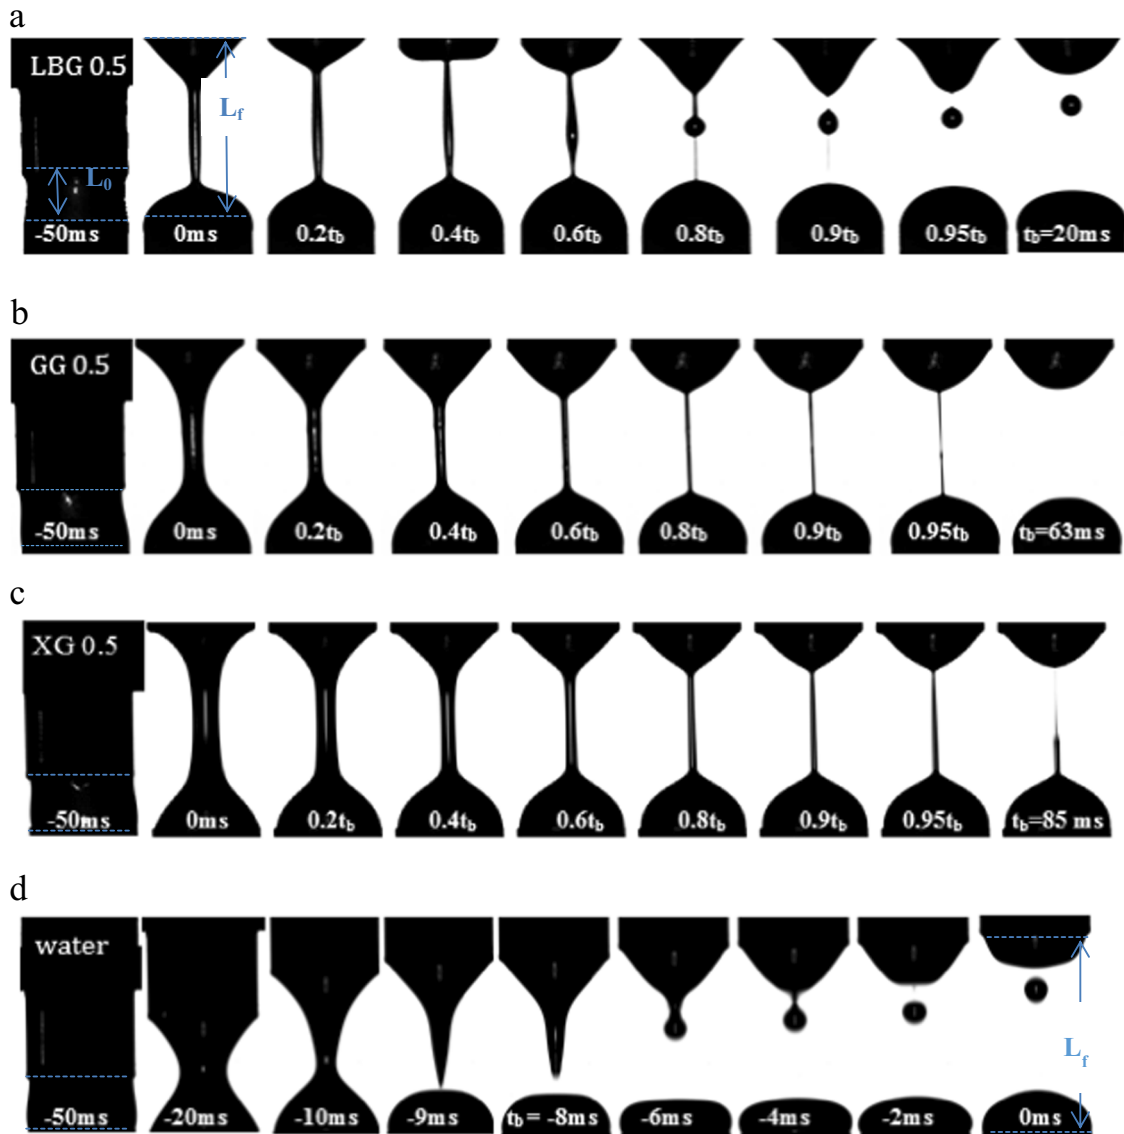 a
LBG 0.5
L0
Lf
-50ms 0ms 0.2tb 0.4tb 0.6tb 0.8tb 0.9tb 0.95tb tb=20ms
b
GG 0.5
-50ms 0ms 0.2tb 0.4tb 0.6tb 0.8tb 0.9tb 0.95tb tb=63ms
c
XG 0.5
-50ms 0ms 0.2tb 0.4tb 0.6tb 0.8tb 0.9tb 0.95tb tb=85 ms
d
water
Lf
-50ms -20ms -10ms -9ms tb = -8ms -6ms -4ms -2ms 0ms